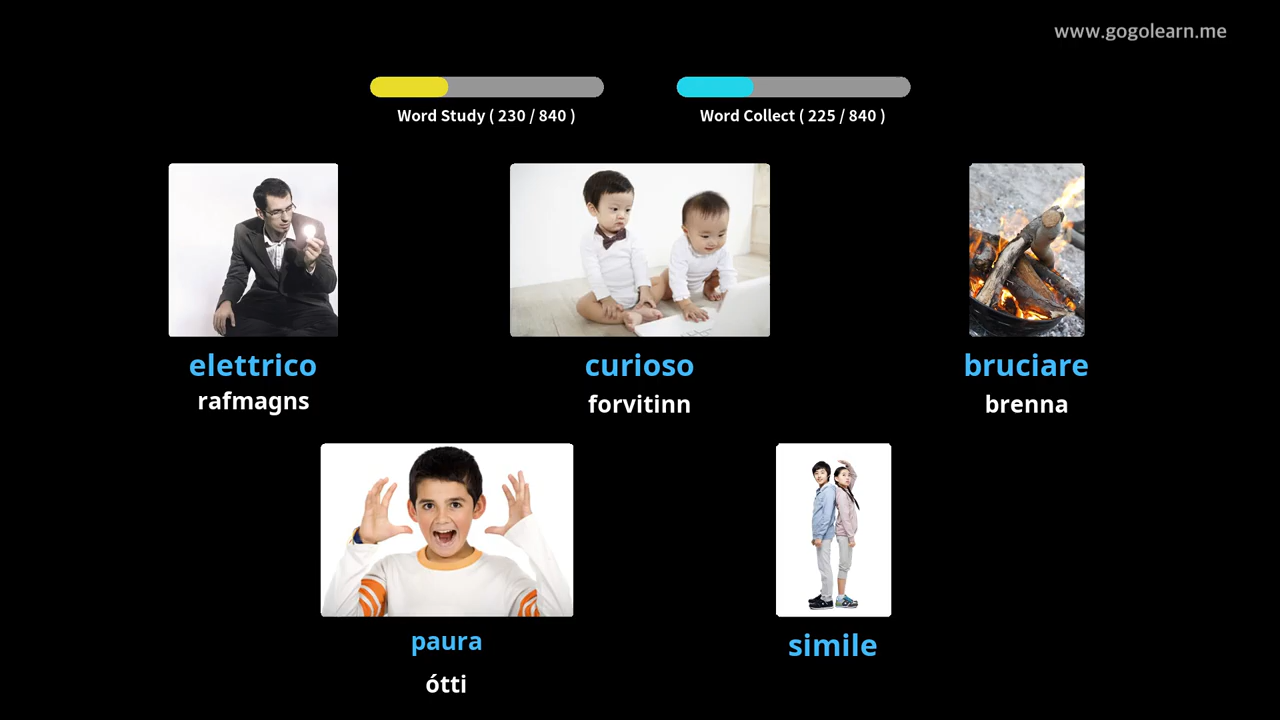 www.gogolearn.me
Word Study ( 230 / 840 )
Word Collect ( 225 / 840 )
elettrico
rafmagns
curioso
forvitinn
bruciare
brenna
paura
ótti
simile